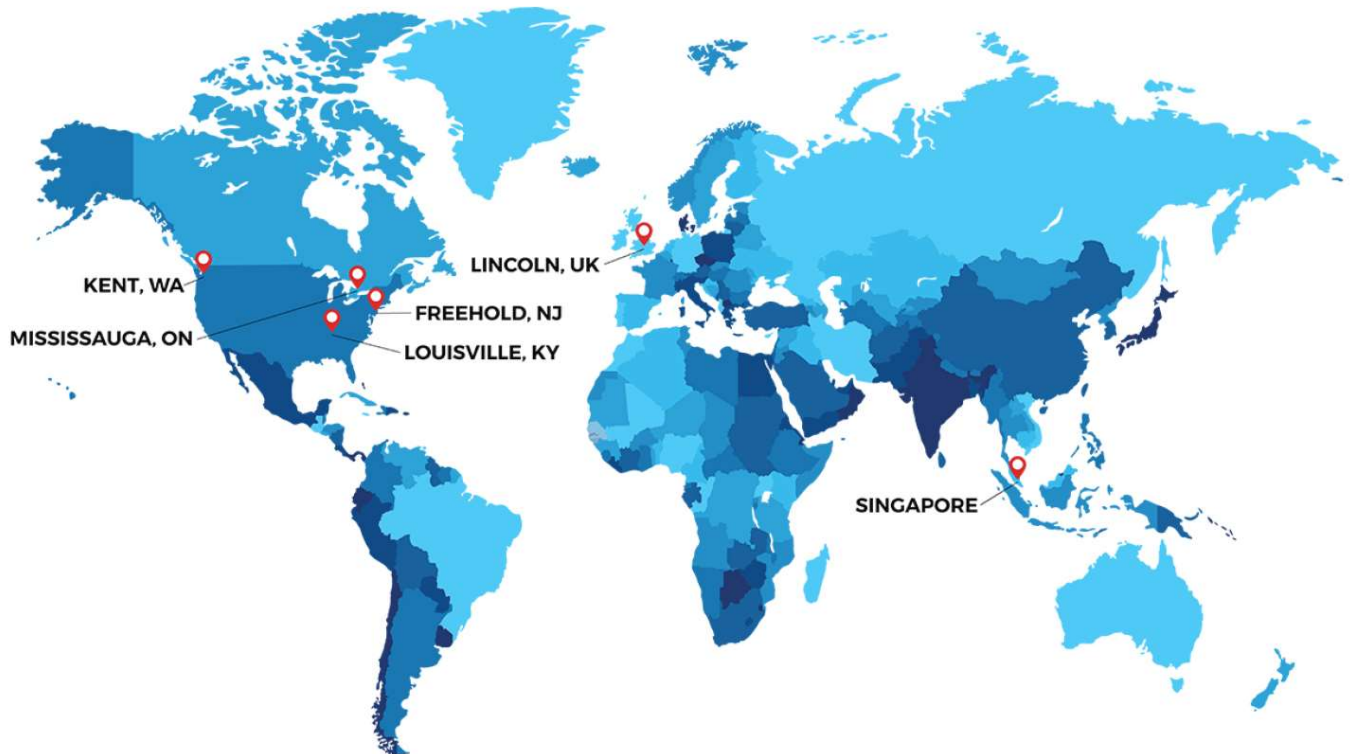 LINCOLN, UK
KENT, WA
FREEHOLD, NJ
MISSISSAUGA, ON
LOUISVILLE, KY
SINGAPORE